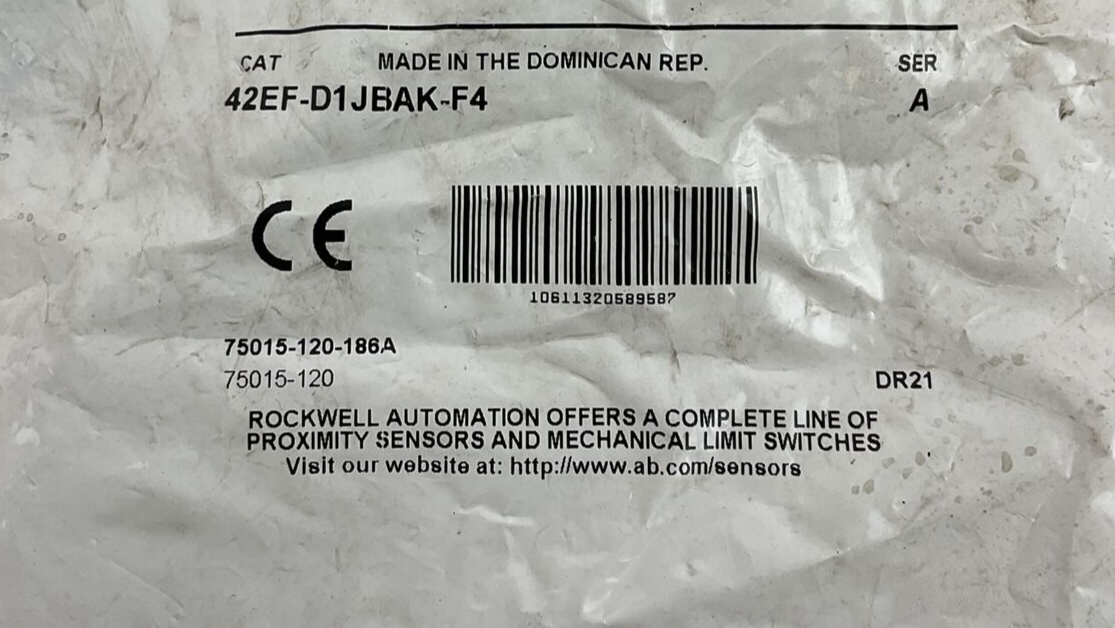 CAT MADE IN THE DOMINICAN REP. SER
42EF-D1JBAK-F4 A
CE
10611320589587
75015-120-186A
75015-120 DR21
ROCKWELL AUTOMATION OFFERS A COMPLETE LINE OF
PROXIMITY SENSORS AND MECHANICAL LIMIT SWITCHES
Visit our website at: http://www.ab.com/sensors